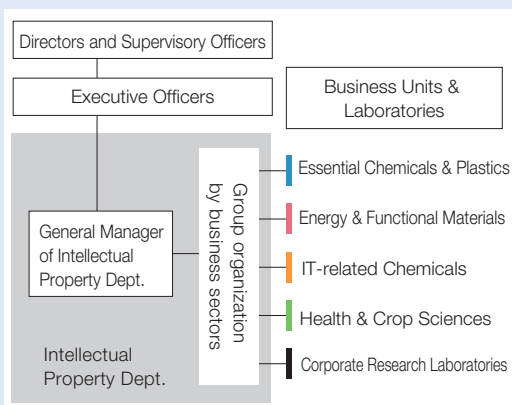 Directors and Supervisory Officers
Executive Officers
Business Units &
Laboratories
General Manager
of Intellectual
Property Dept.
Group organization
by business sectors
Essential Chemicals & Plastics
Energy & Functional Materials
IT-related Chemicals
Health & Crop Sciences
Corporate Research Laboratories
Intellectual
Property Dept.